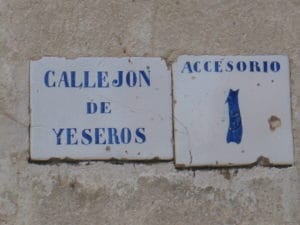 CALLEJON
DE
YESEROS
ACCESORIO
1